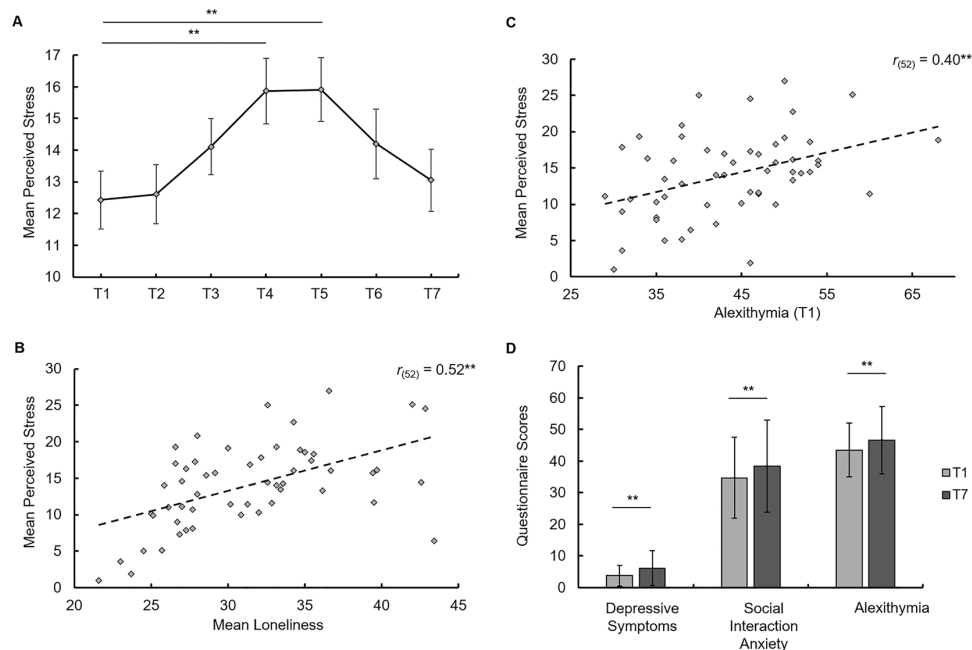 A
**
**
17
16
15
14
13
12
11
10
Mean Perceived Stress
T1 T2 T3 T4 T5 T6 T7
B
r(52) = 0.52**
30
25
20
15
10
5
0
Mean Perceived Stress
20 25 30 35 40 45
Mean Loneliness
C
r(52) = 0.40**
30
25
20
15
10
5
0
Mean Perceived Stress
25 35 45 55 65
Alexithymia (T1)
D
70
60
50
40
30
20
10
0
Questionnaire Scores
**
**
**
Depressive
Symptoms
Social
Interaction
Anxiety
Alexithymia
T1
T7